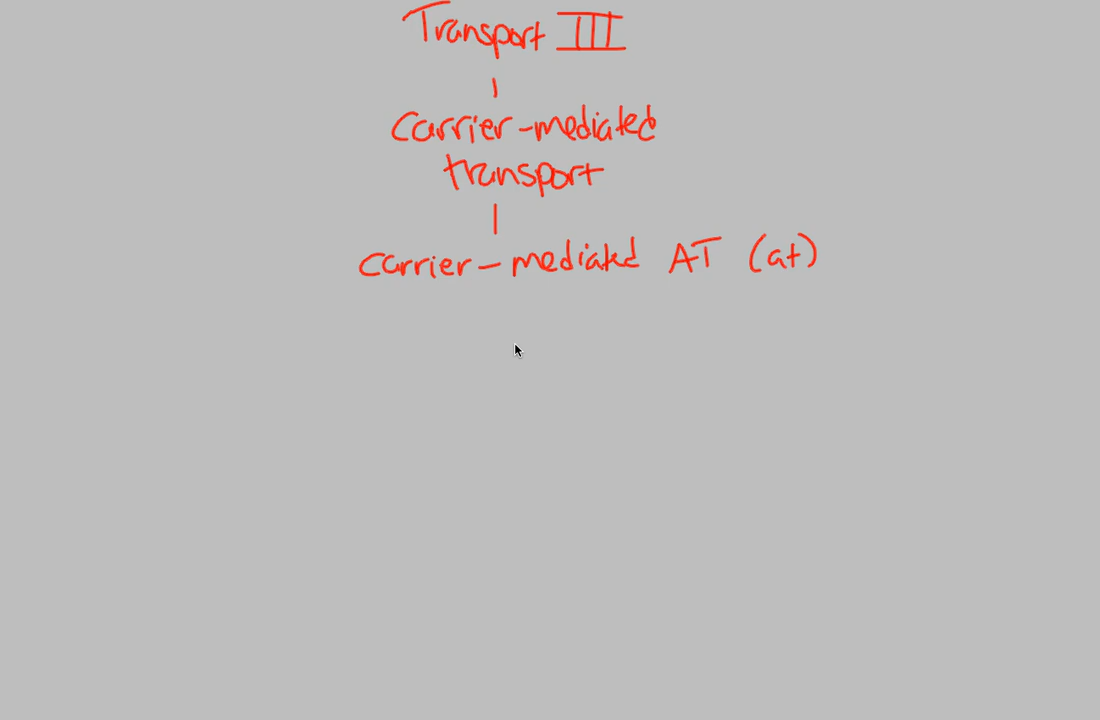 Transport III
Carrier-mediated
transport
Carrier-mediated AT (at)